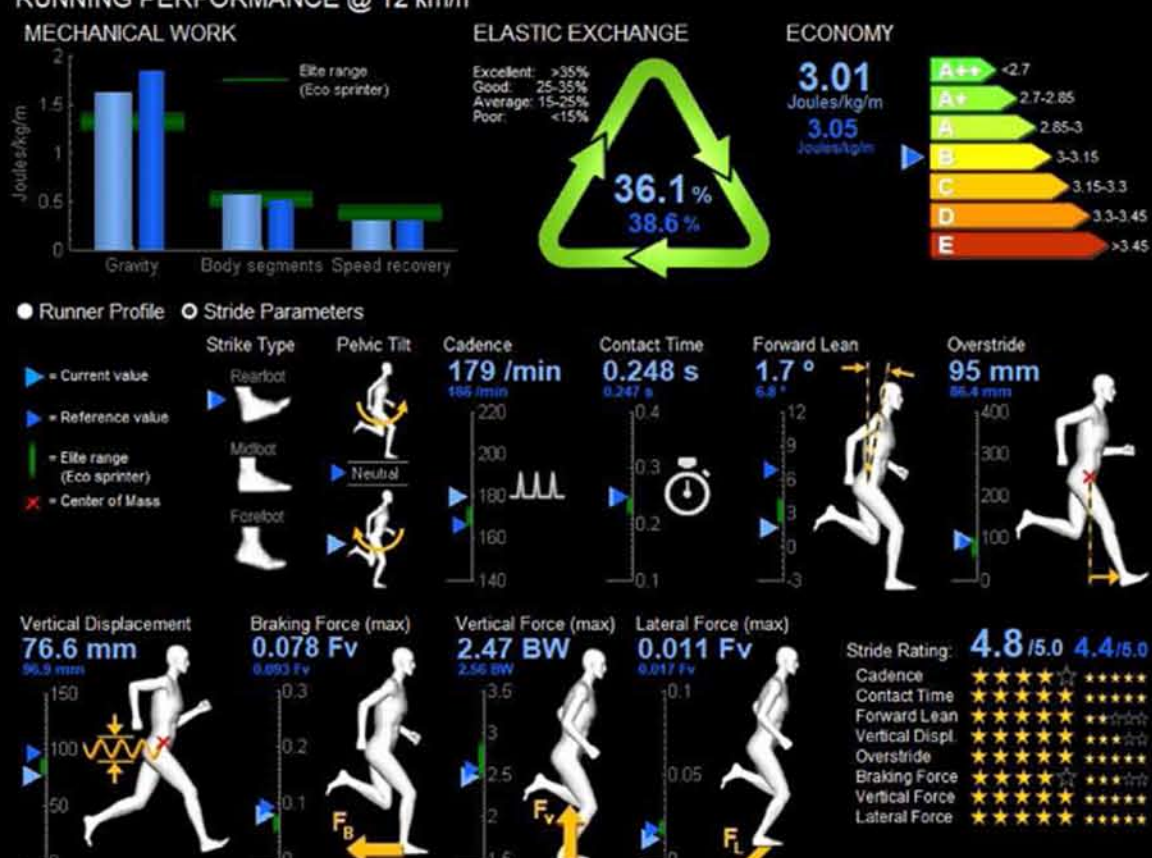 RUNNING PERFORMANCE @ 12 km/h
MECHANICAL WORK
ELASTIC EXCHANGE
ECONOMY
2
1.5
1
0.5
0
Joules/kg/m
Elite range
(Eco sprinter)
Gravity
Body segments
Speed recovery
Excellent: >35%
Good: 25-35%
Average: 15-25%
Poor: <15%
36.1 %
38.6 %
3.01
Joules/kg/m
3.05
Joules/kg/m
A++ <2.7
A+ 2.7-2.85
A 2.85-3
B 3-3.15
C 3.15-3.3
D 3.3-3.45
E >3.45
Runner Profile
Stride Parameters
= Current value
= Reference value
= Elite range
(Eco sprinter)
= Center of Mass
Strike Type
Rearfoot
Midfoot
Forefoot
Pelvic Tilt
Neutral
Cadence
179 /min
166 /min
220
200
180
160
140
Contact Time
0.248 s
0.247 s
0.4
0.3
0.2
0.1
Forward Lean
1.7 º
6.8 º
12
9
6
3
0
-3
Overstride
95 mm
86.4 mm
400
300
200
100
0
Vertical Displacement
76.6 mm
96.9 mm
150
100
50
Braking Force (max)
0.078 Fv
0.093 Fv
0.3
0.2
0.1
0
FB
Vertical Force (max)
2.47 BW
2.56 BW
3.5
3
2.5
2
1.5
Fv
Lateral Force (max)
0.011 Fv
0.017 Fv
0.1
0.05
0
FL
Stride Rating: 4.8 /5.0 4.4/5.0
Cadence
Contact Time
Forward Lean
Vertical Displ.
Overstride
Braking Force
Vertical Force
Lateral Force